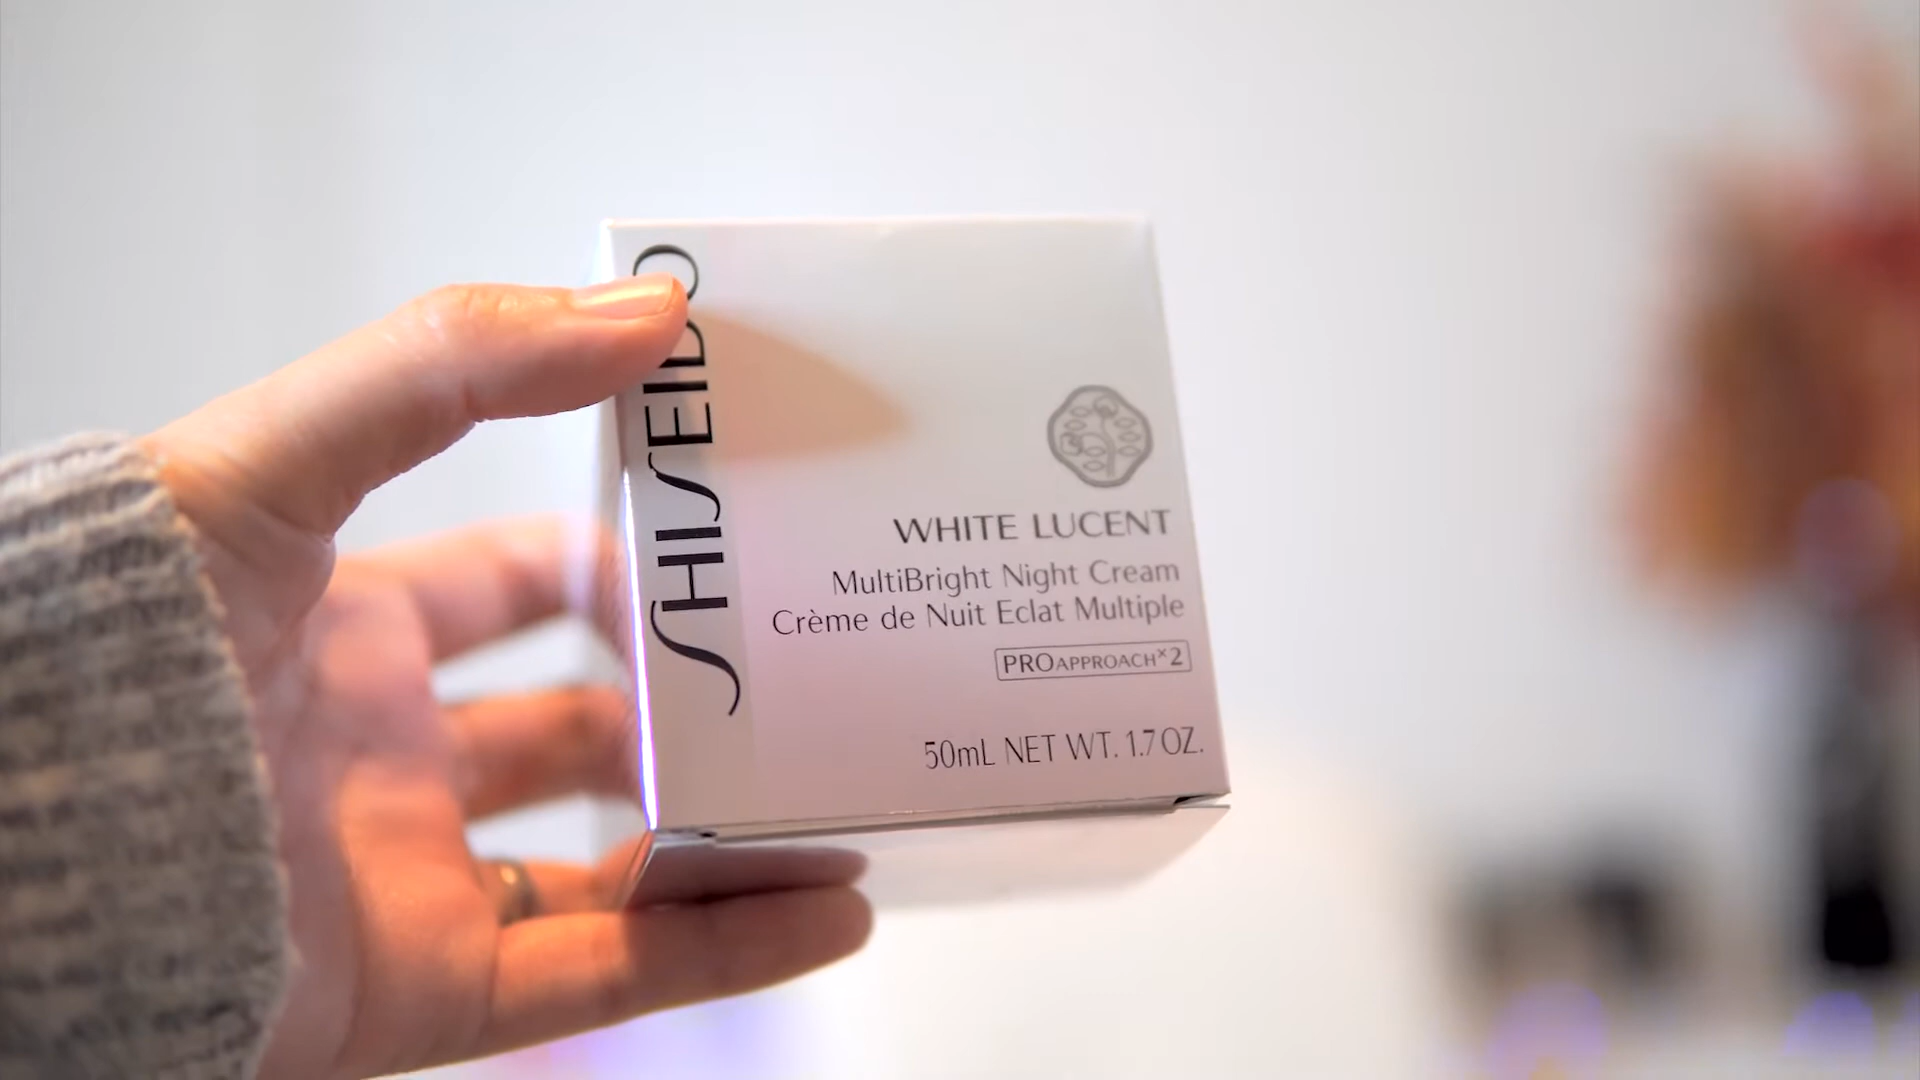 SHISEIDO
WHITE LUCENT
MultiBright Night Cream
Crème de Nuit Eclat Multiple
PROAPPROACH×2
50mL NET WT. 1.7 OZ.